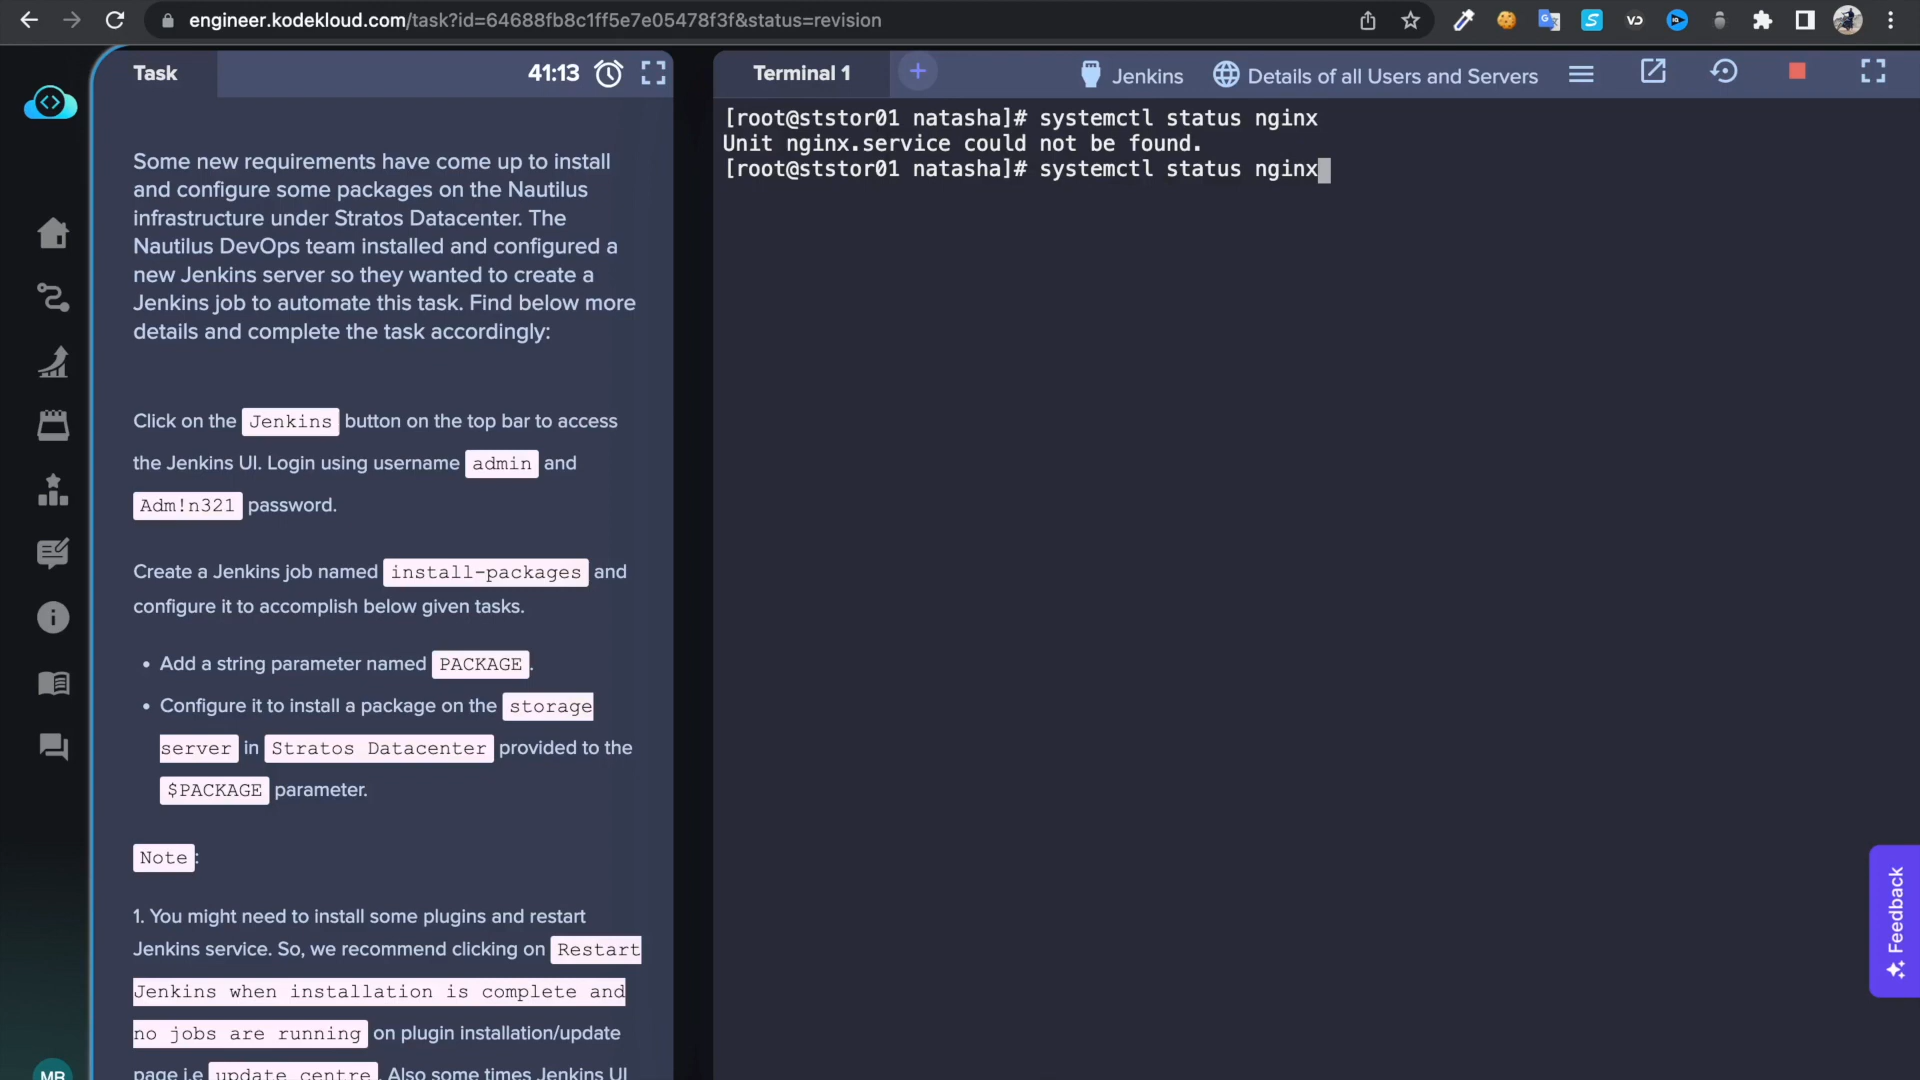 engineer.kodekloud.com/task?id=64688fb8c1ff5e7e05478f3f&status=revision
Task
41:13
Terminal 1
+
Jenkins
Details of all Users and Servers
Some new requirements have come up to install
and configure some packages on the Nautilus
infrastructure under Stratos Datacenter. The
Nautilus DevOps team installed and configured a
new Jenkins server so they wanted to create a
Jenkins job to automate this task. Find below more
details and complete the task accordingly:
Click on the Jenkins button on the top bar to access
the Jenkins UI. Login using username admin and
Adm!n321 password.
Create a Jenkins job named install-packages and
configure it to accomplish below given tasks.
• Add a string parameter named PACKAGE.
• Configure it to install a package on the storage
server in Stratos Datacenter provided to the
$PACKAGE parameter.
Note:
1. You might need to install some plugins and restart
Jenkins service. So, we recommend clicking on Restart
Jenkins when installation is complete and
no jobs are running on plugin installation/update
page i.e update centre. Also some times Jenkins UI
[root@ststor01 natasha]# systemctl status nginx
Unit nginx.service could not be found.
[root@ststor01 natasha]# systemctl status nginx
Feedback
MR